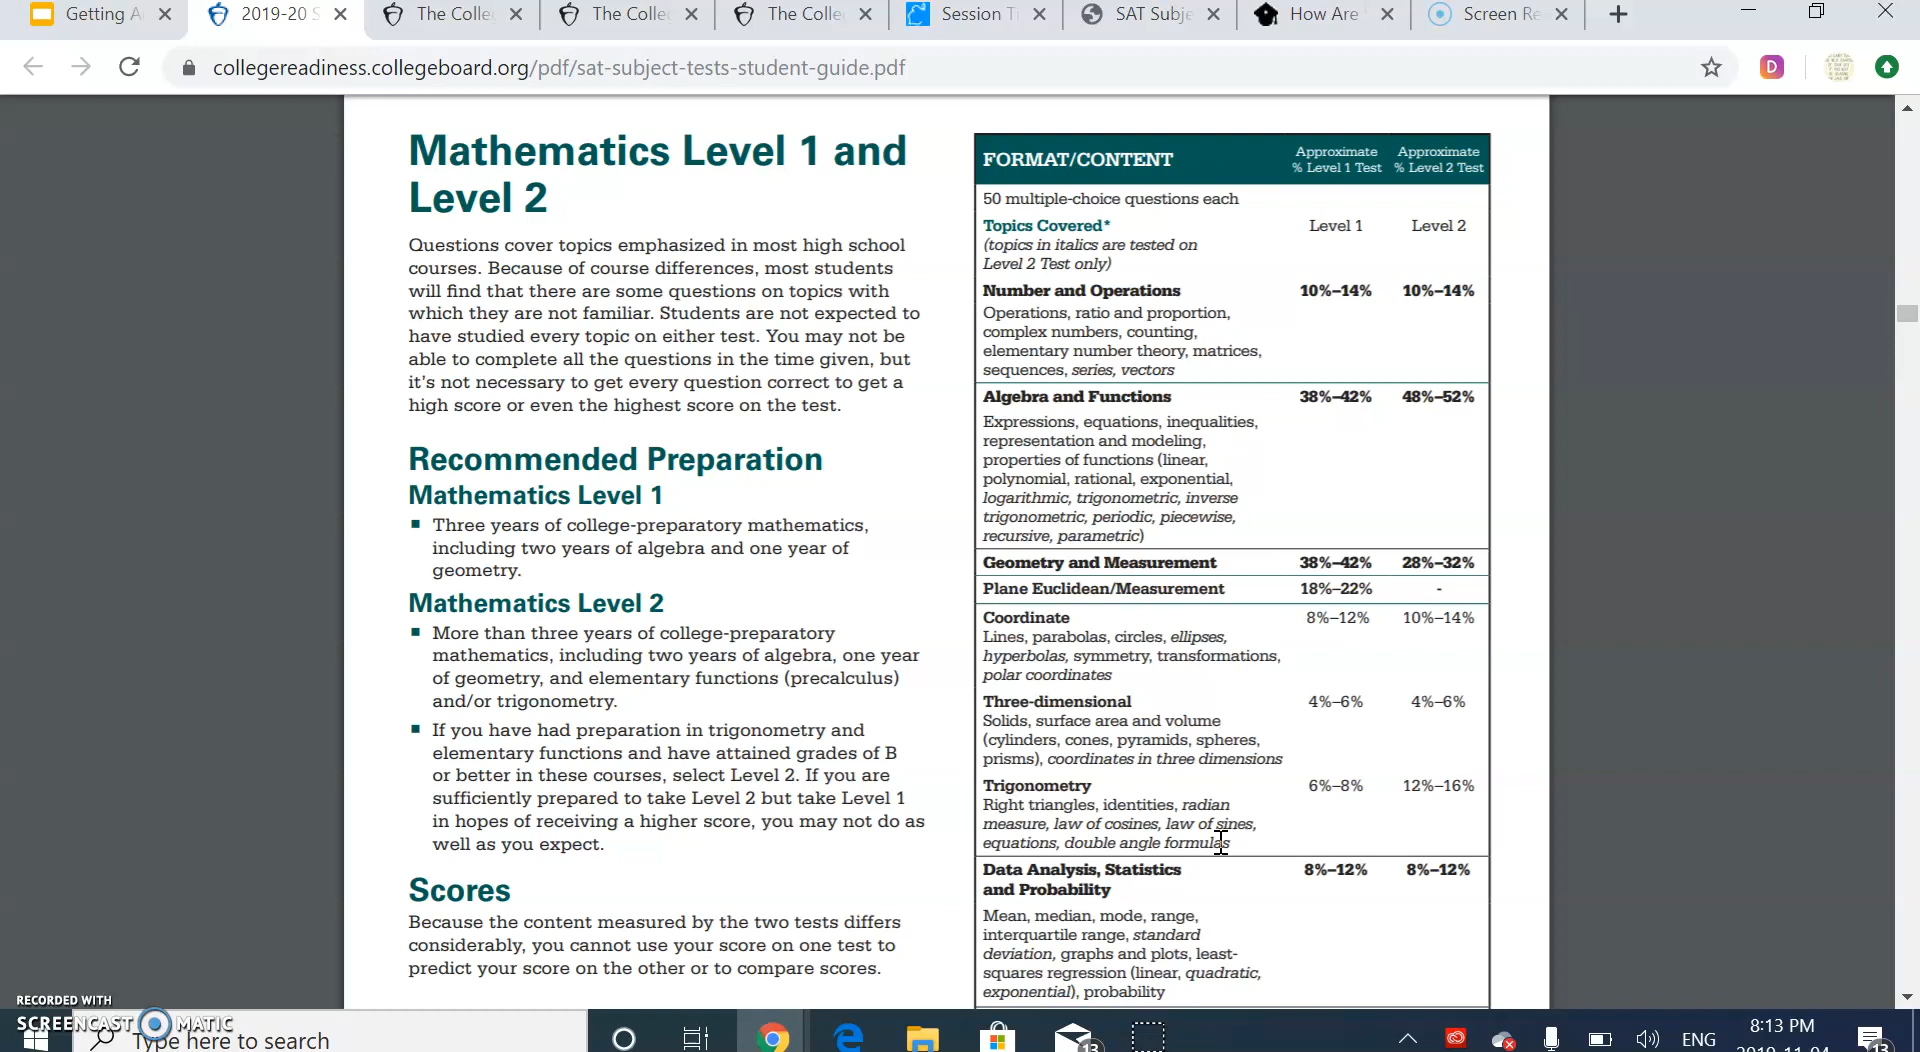 Getting A
2019-20 S
The Colle
The Colle
The Colle
Session T
SAT Subje
How Are
Screen Re
collegereadiness.collegeboard.org/pdf/sat-subject-tests-student-guide.pdf
D
Mathematics Level 1 and
Level 2
Questions cover topics emphasized in most high school
courses. Because of course differences, most students
will find that there are some questions on topics with
which they are not familiar. Students are not expected to
have studied every topic on either test. You may not be
able to complete all the questions in the time given, but
it's not necessary to get every question correct to get a
high score or even the highest score on the test.
Recommended Preparation
Mathematics Level 1
■ Three years of college-preparatory mathematics,
including two years of algebra and one year of
geometry.
Mathematics Level 2
■ More than three years of college-preparatory
mathematics, including two years of algebra, one year
of geometry, and elementary functions (precalculus)
and/or trigonometry.
■ If you have had preparation in trigonometry and
elementary functions and have attained grades of B
or better in these courses, select Level 2. If you are
sufficiently prepared to take Level 2 but take Level 1
in hopes of receiving a higher score, you may not do as
well as you expect.
Scores
Because the content measured by the two tests differs
considerably, you cannot use your score on one test to
predict your score on the other or to compare scores.
FORMAT/CONTENT Approximate % Level 1 Test Approximate % Level 2 Test
50 multiple-choice questions each
Topics Covered* Level 1 Level 2
(topics in italics are tested on
Level 2 Test only)
Number and Operations 10%–14% 10%–14%
Operations, ratio and proportion,
complex numbers, counting,
elementary number theory, matrices,
sequences, series, vectors
Algebra and Functions 38%–42% 48%–52%
Expressions, equations, inequalities,
representation and modeling,
properties of functions (linear,
polynomial, rational, exponential,
logarithmic, trigonometric, inverse
trigonometric, periodic, piecewise,
recursive, parametric)
Geometry and Measurement 38%–42% 28%–32%
Plane Euclidean/Measurement 18%–22% -
Coordinate 8%–12% 10%–14%
Lines, parabolas, circles, ellipses,
hyperbolas, symmetry, transformations,
polar coordinates
Three-dimensional 4%–6% 4%–6%
Solids, surface area and volume
(cylinders, cones, pyramids, spheres,
prisms), coordinates in three dimensions
Trigonometry 6%–8% 12%–16%
Right triangles, identities, radian
measure, law of cosines, law of sines,
equations, double angle formulas
Data Analysis, Statistics 8%–12% 8%–12%
and Probability
Mean, median, mode, range,
interquartile range, standard
deviation, graphs and plots, least-
squares regression (linear, quadratic,
exponential), probability
RECORDED WITH
SCREENCAST MATIC
Type here to search
13
ENG
8:13 PM
2019-11-04
13